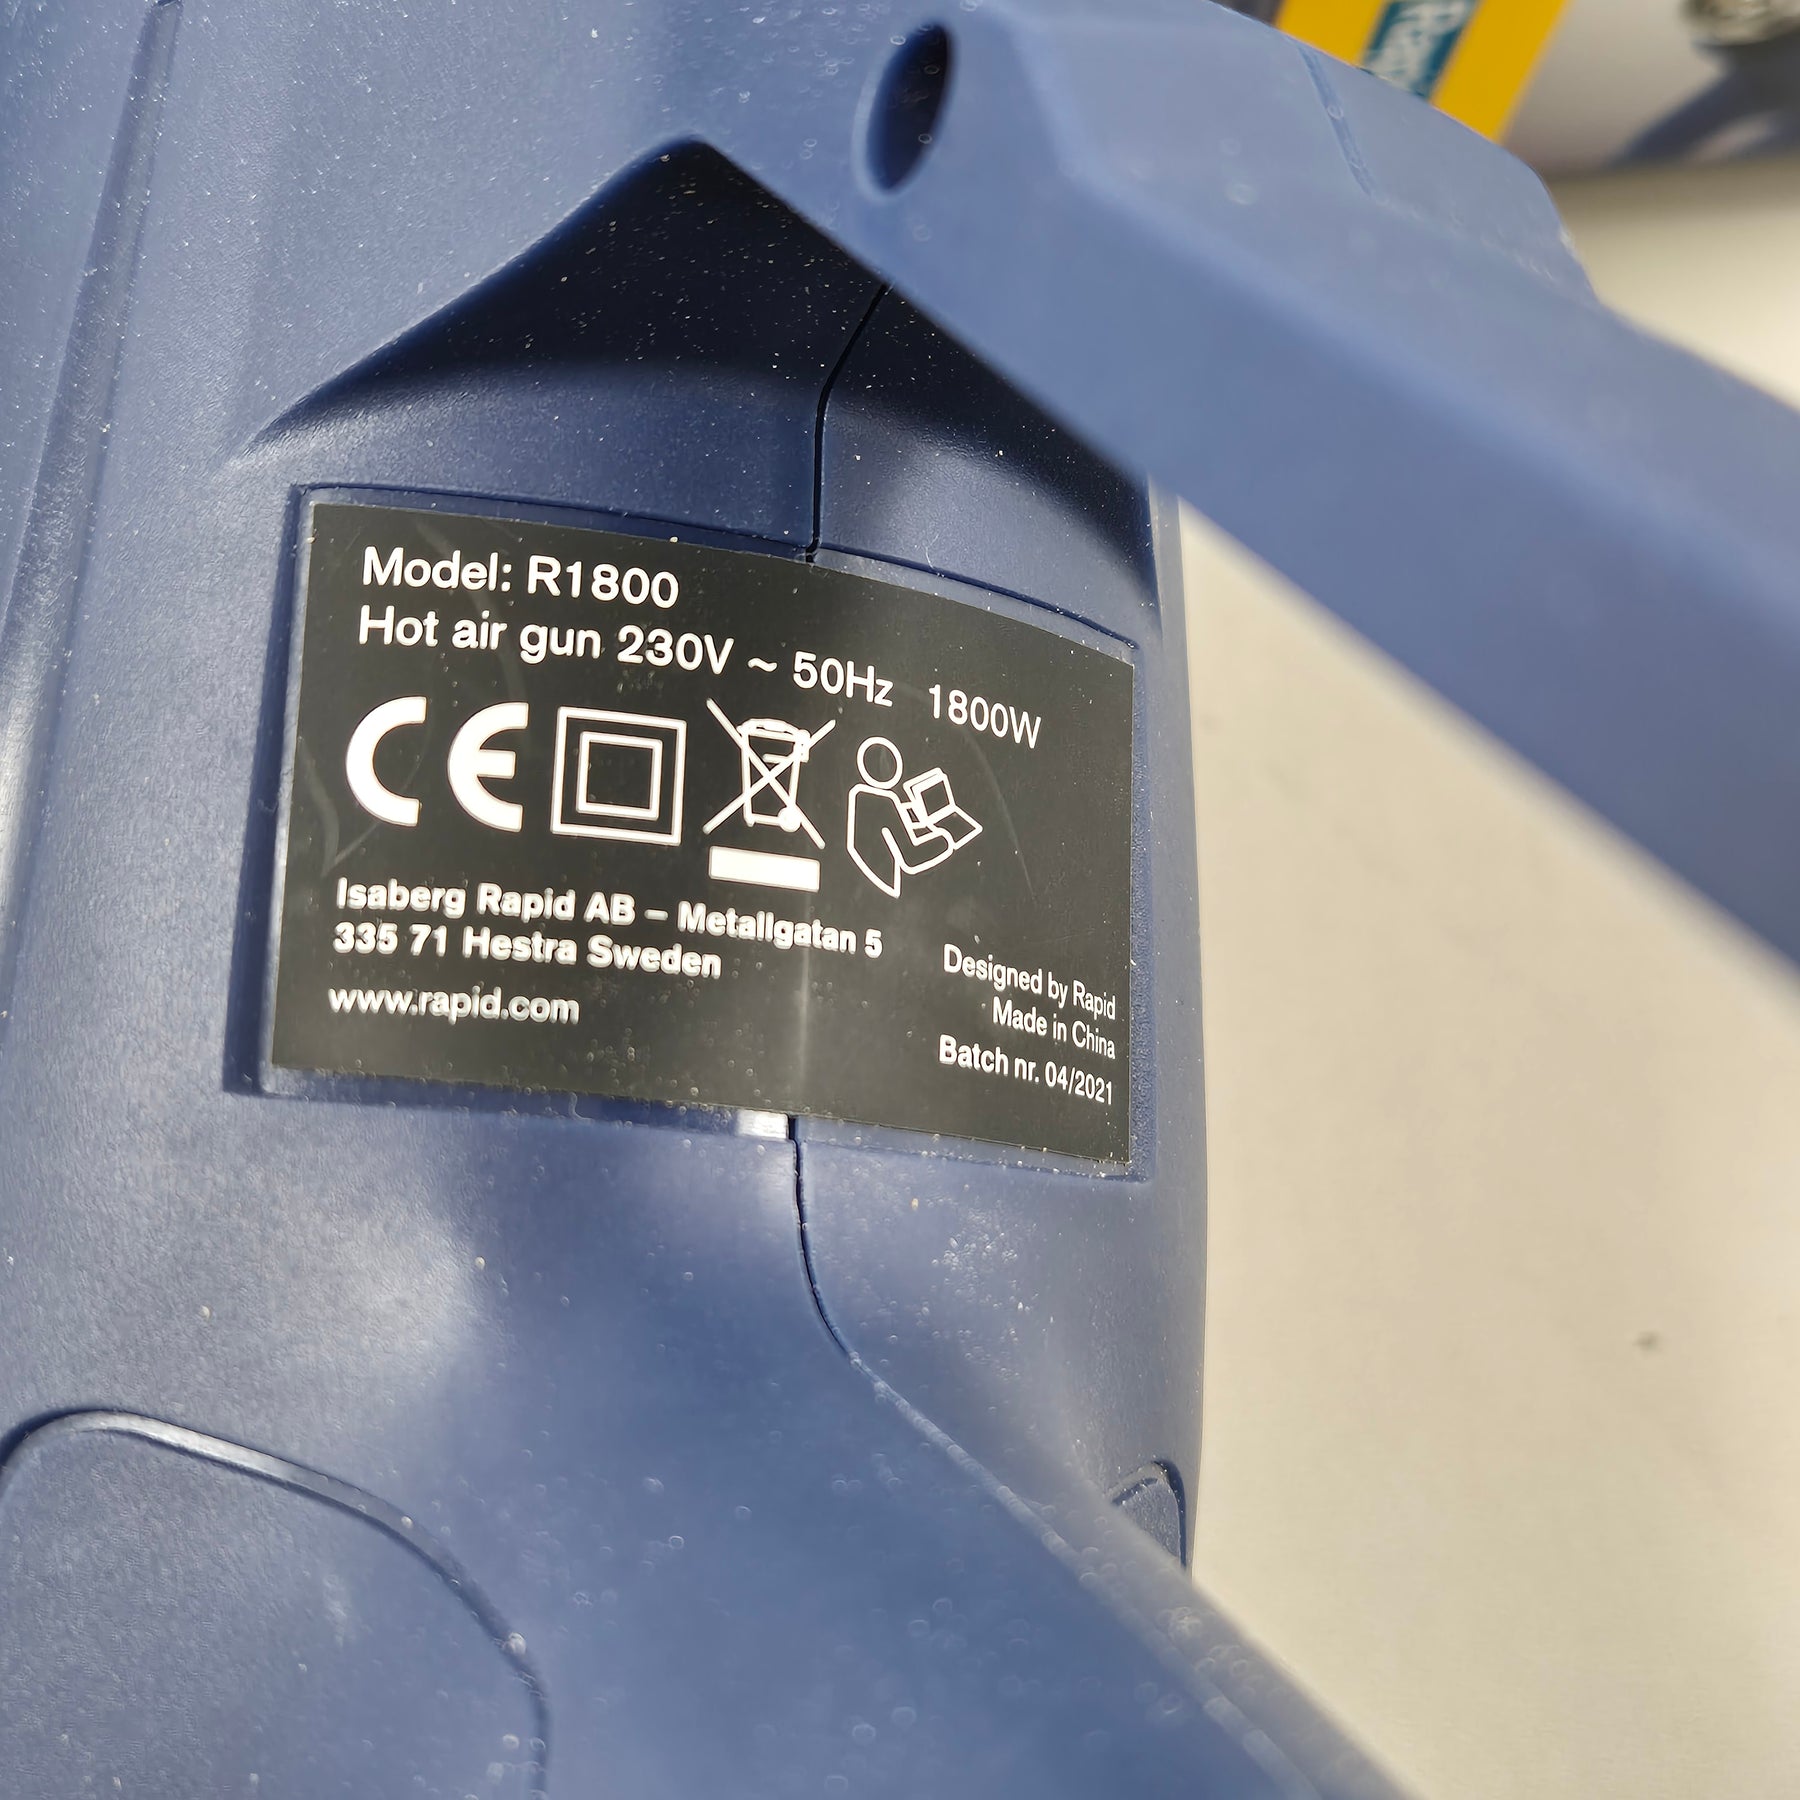 Model: R1800
Hot air gun 230V ~ 50Hz 1800W
CE
Isaberg Rapid AB – Metallgatan 5
335 71 Hestra Sweden
www.rapid.com
Designed by Rapid
Made in China
Batch nr. 04/2021